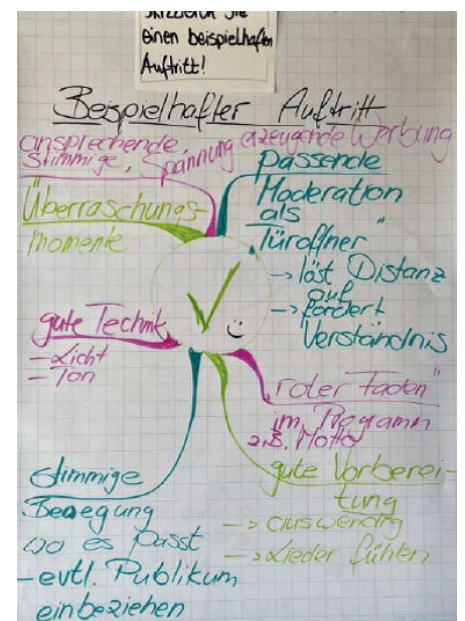 Skizzieren Sie
einen beispielhaften
Auftritt!
Beispielhafter Auftritt
ansprechende,
stimmige, Spannung erzeugende Werbung
Überraschungs-
momente
passende
Moderation
als
"Türöffner"
-> löst Distanz
auf
-> fördert
Verständnis
gute Technik
- Licht
- Ton
"roter Faden"
im Programm
z.B. Motto
gute Vorberei-
tung
-> auswendig
-> Lieder fühlen
stimmige
Bewegung
wo es passt
- evtl. Publikum
einbeziehen